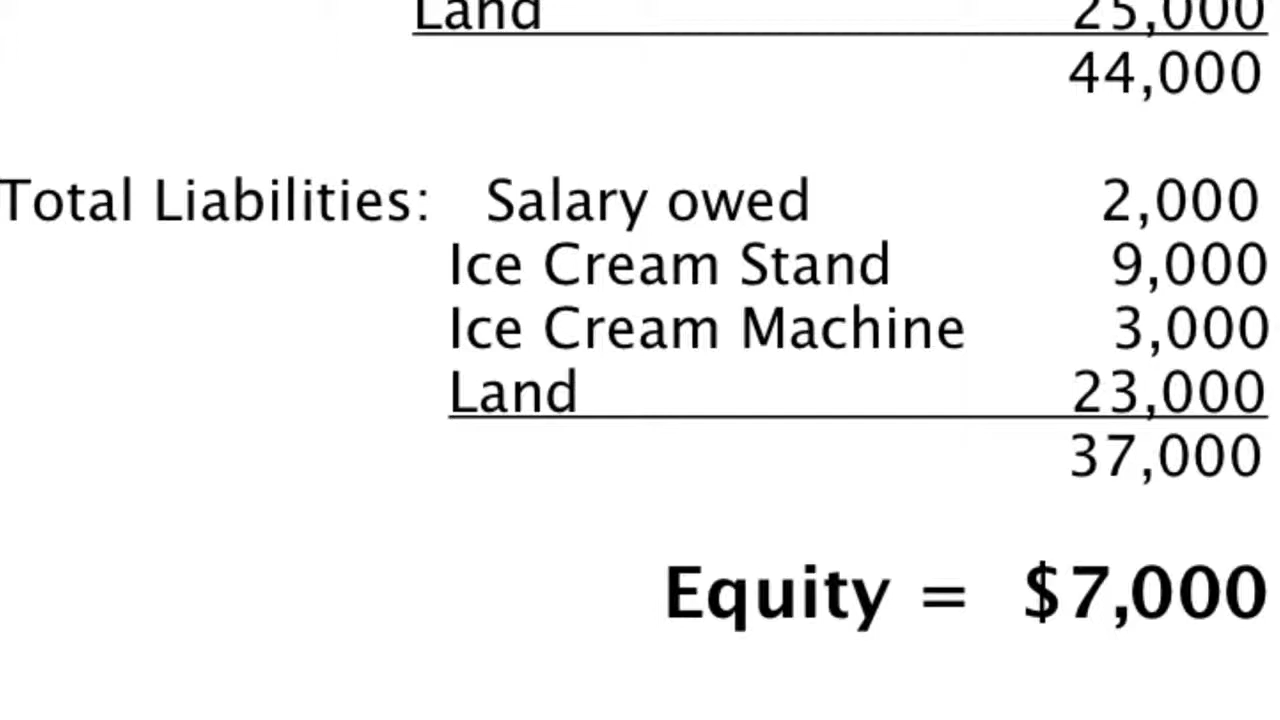 Land 25,000
44,000
Total Liabilities: Salary owed 2,000
Ice Cream Stand 9,000
Ice Cream Machine 3,000
Land 23,000
37,000
Equity = $7,000